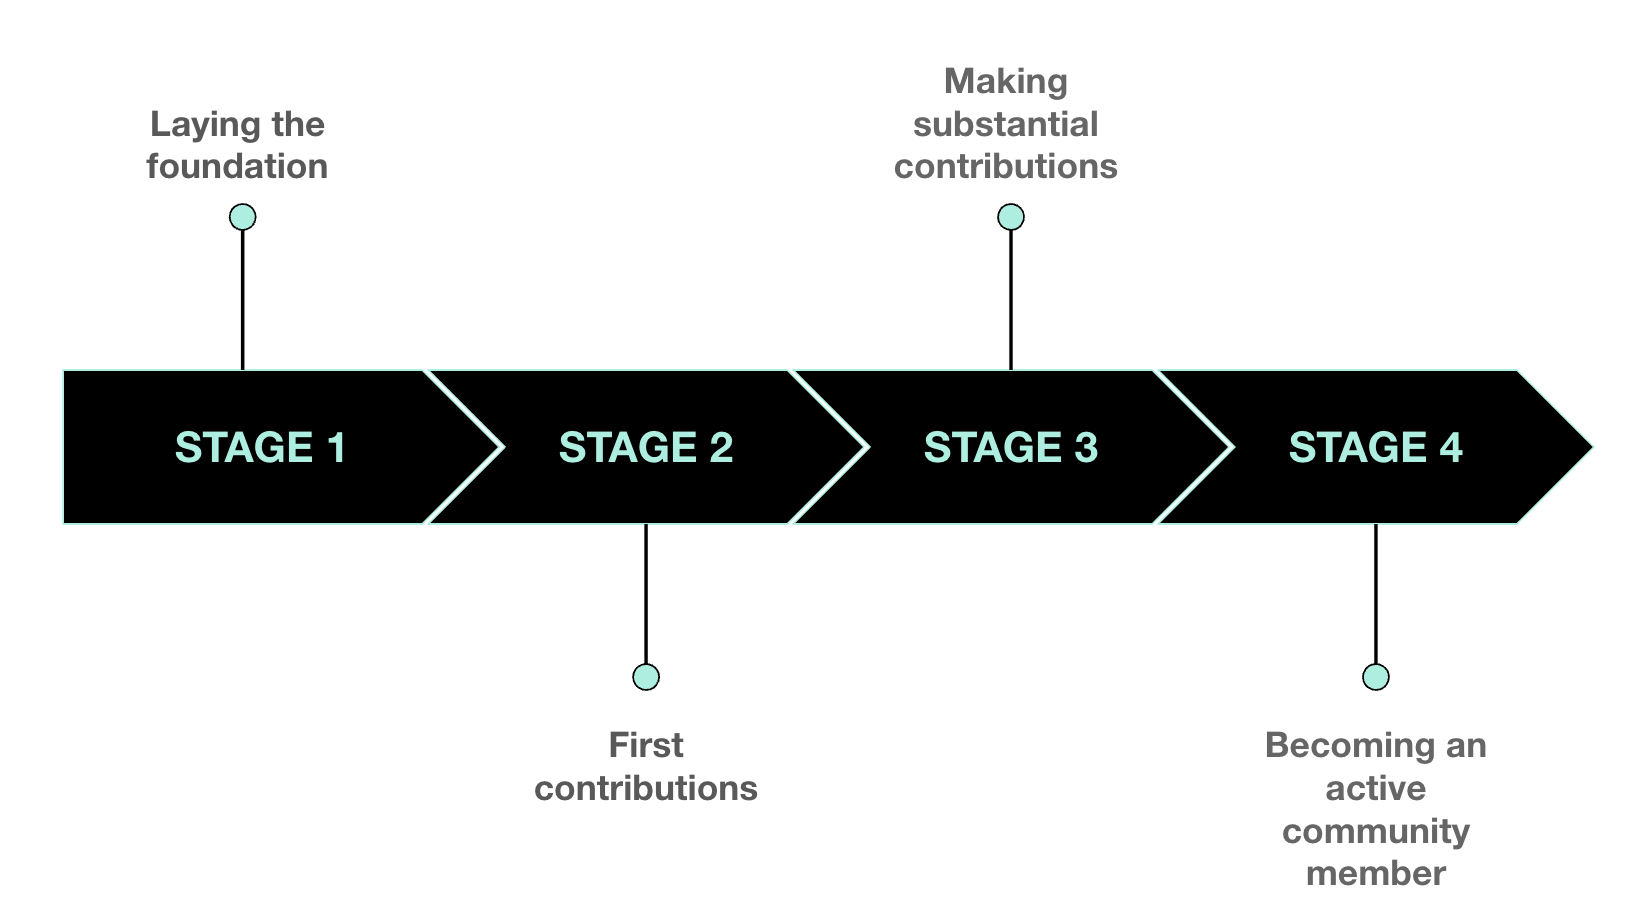 Laying the
foundation
Making
substantial
contributions
STAGE 1
STAGE 2
STAGE 3
STAGE 4
First
contributions
Becoming an
active
community
member